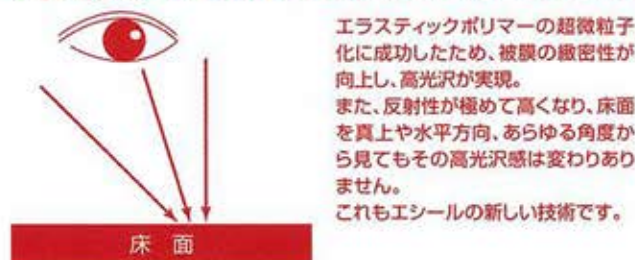 エラスティックポリマーの超微粒子
化に成功したため、被膜の緻密性が
向上し、高光沢が実現。
また、反射性が極めて高くなり、床面
を真上や水平方向、あらゆる角度か
ら見てもその高光沢感は変わりあり
ません。
これもエシールの新しい技術です。
床 面